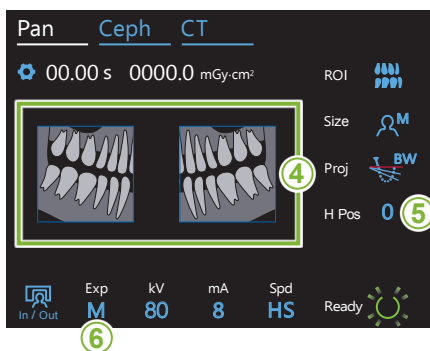 Pan Ceph CT
00.00 s 0000.0 mGy·cm²
ROI
Size M
④
Proj BW
H Pos 0 ⑤
Exp kV mA Spd
In / Out M 80 8 HS Ready
⑥